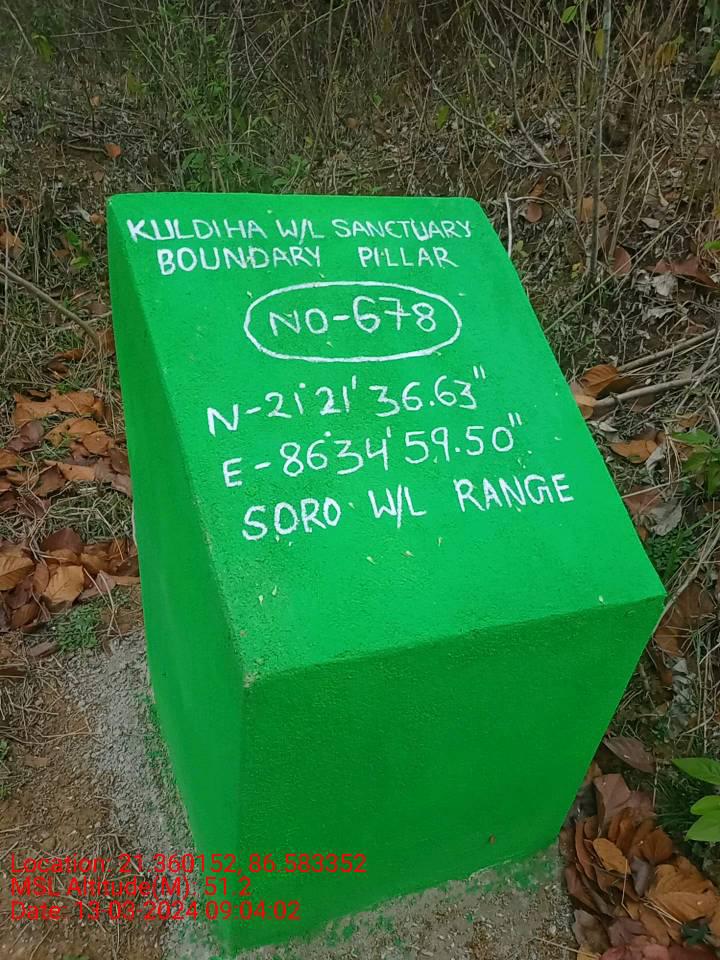 KULDIHA W/L SANCTUARY
BOUNDARY PILLAR
NO-678
N-21°21' 36.63"
E-86°34' 59.50"
SORO W/L RANGE
Location: 21.360152, 86.583352
MSL Altitude(M): 51.2
Date: 13-03-2024 09:04:02